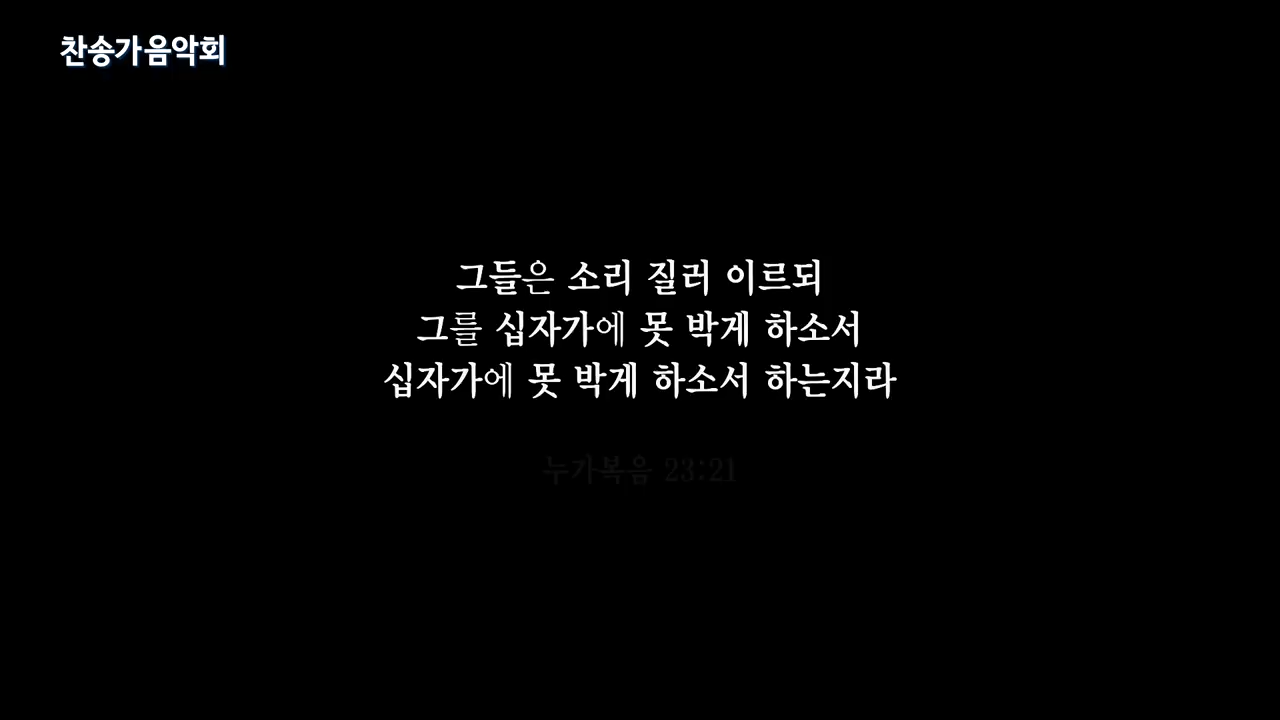 찬송가음악회
그들은 소리 질러 이르되
그를 십자가에 못 박게 하소서
십자가에 못 박게 하소서 하는지라
누가복음 23:21